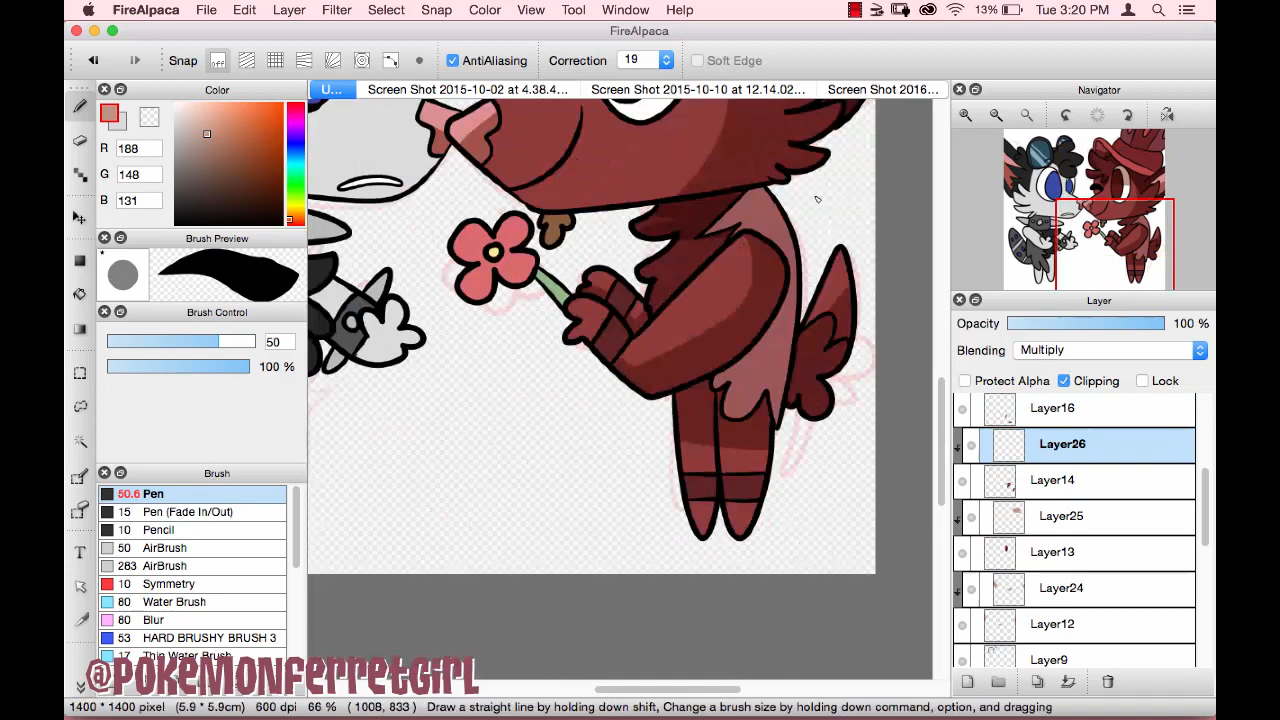 FireAlpaca File Edit Layer Filter Select Snap Color View Tool Window Help 13% Tue 3:20 PM
FireAlpaca
Snap off AntiAliasing Correction 19 Soft Edge
Color U... Screen Shot 2015-10-02 at 4.38.4... Screen Shot 2015-10-10 at 12.14.02... Screen Shot 2016... Navigator
R 188
G 148
B 131
Brush Preview
Layer
Brush Control
Opacity 100 %
50
Blending Multiply
100 %
Protect Alpha Clipping Lock
Layer16
Layer26
Brush
Layer14
50.6 Pen
15 Pen (Fade In/Out)
Layer25
10 Pencil
50 AirBrush
Layer13
283 AirBrush
10 Symmetry
Layer24
80 Water Brush
80 Blur
Layer12
53 HARD BRUSHY BRUSH 3
17 Thin Water Brush
Layer9
@POKEMONFERRETGIRL
1400 * 1400 pixel (5.9 * 5.9cm) 600 dpi 66 % ( 1008, 833 ) Draw a straight line by holding down shift, Change a brush size by holding down command, option, and dragging